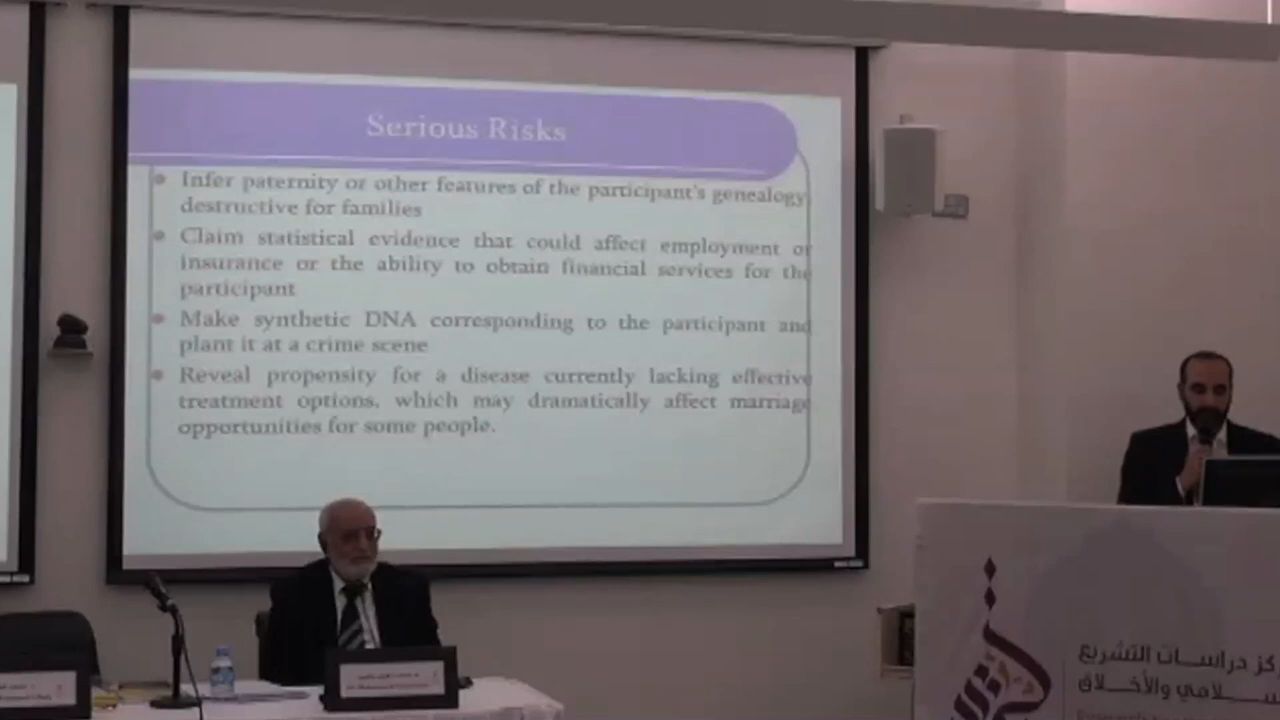 Serious Risks
Infer paternity or other features of the participant's genealogy,
destructive for families
Claim statistical evidence that could affect employment or
insurance or the ability to obtain financial services for the
participant
Make synthetic DNA corresponding to the participant and
plant it at a crime scene
Reveal propensity for a disease currently lacking effective
treatment options, which may dramatically affect marriage
opportunities for some people.
دراسات التشريع
والأخلاق